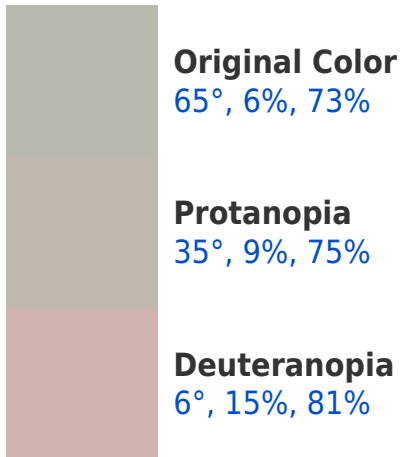 Original Color
65°, 6%, 73%
Protanopia
35°, 9%, 75%
Deuteranopia
6°, 15%, 81%